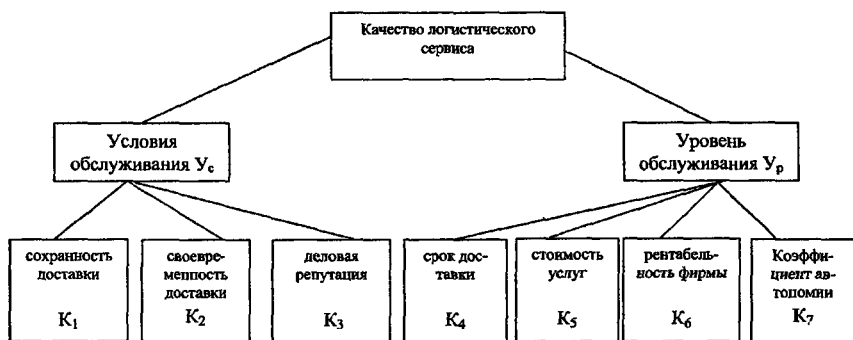 Качество логистического
сервиса
Условия
обслуживания Ус
Уровень
обслуживания Ур
сохранность
доставки
К1
своевре-
менность
доставки
К2
деловая
репутация
К3
срок дос-
тавки
К4
стоимость
услуг
К5
рентабель-
ность фирмы
К6
Коэффи-
циент ав-
топомии
К7